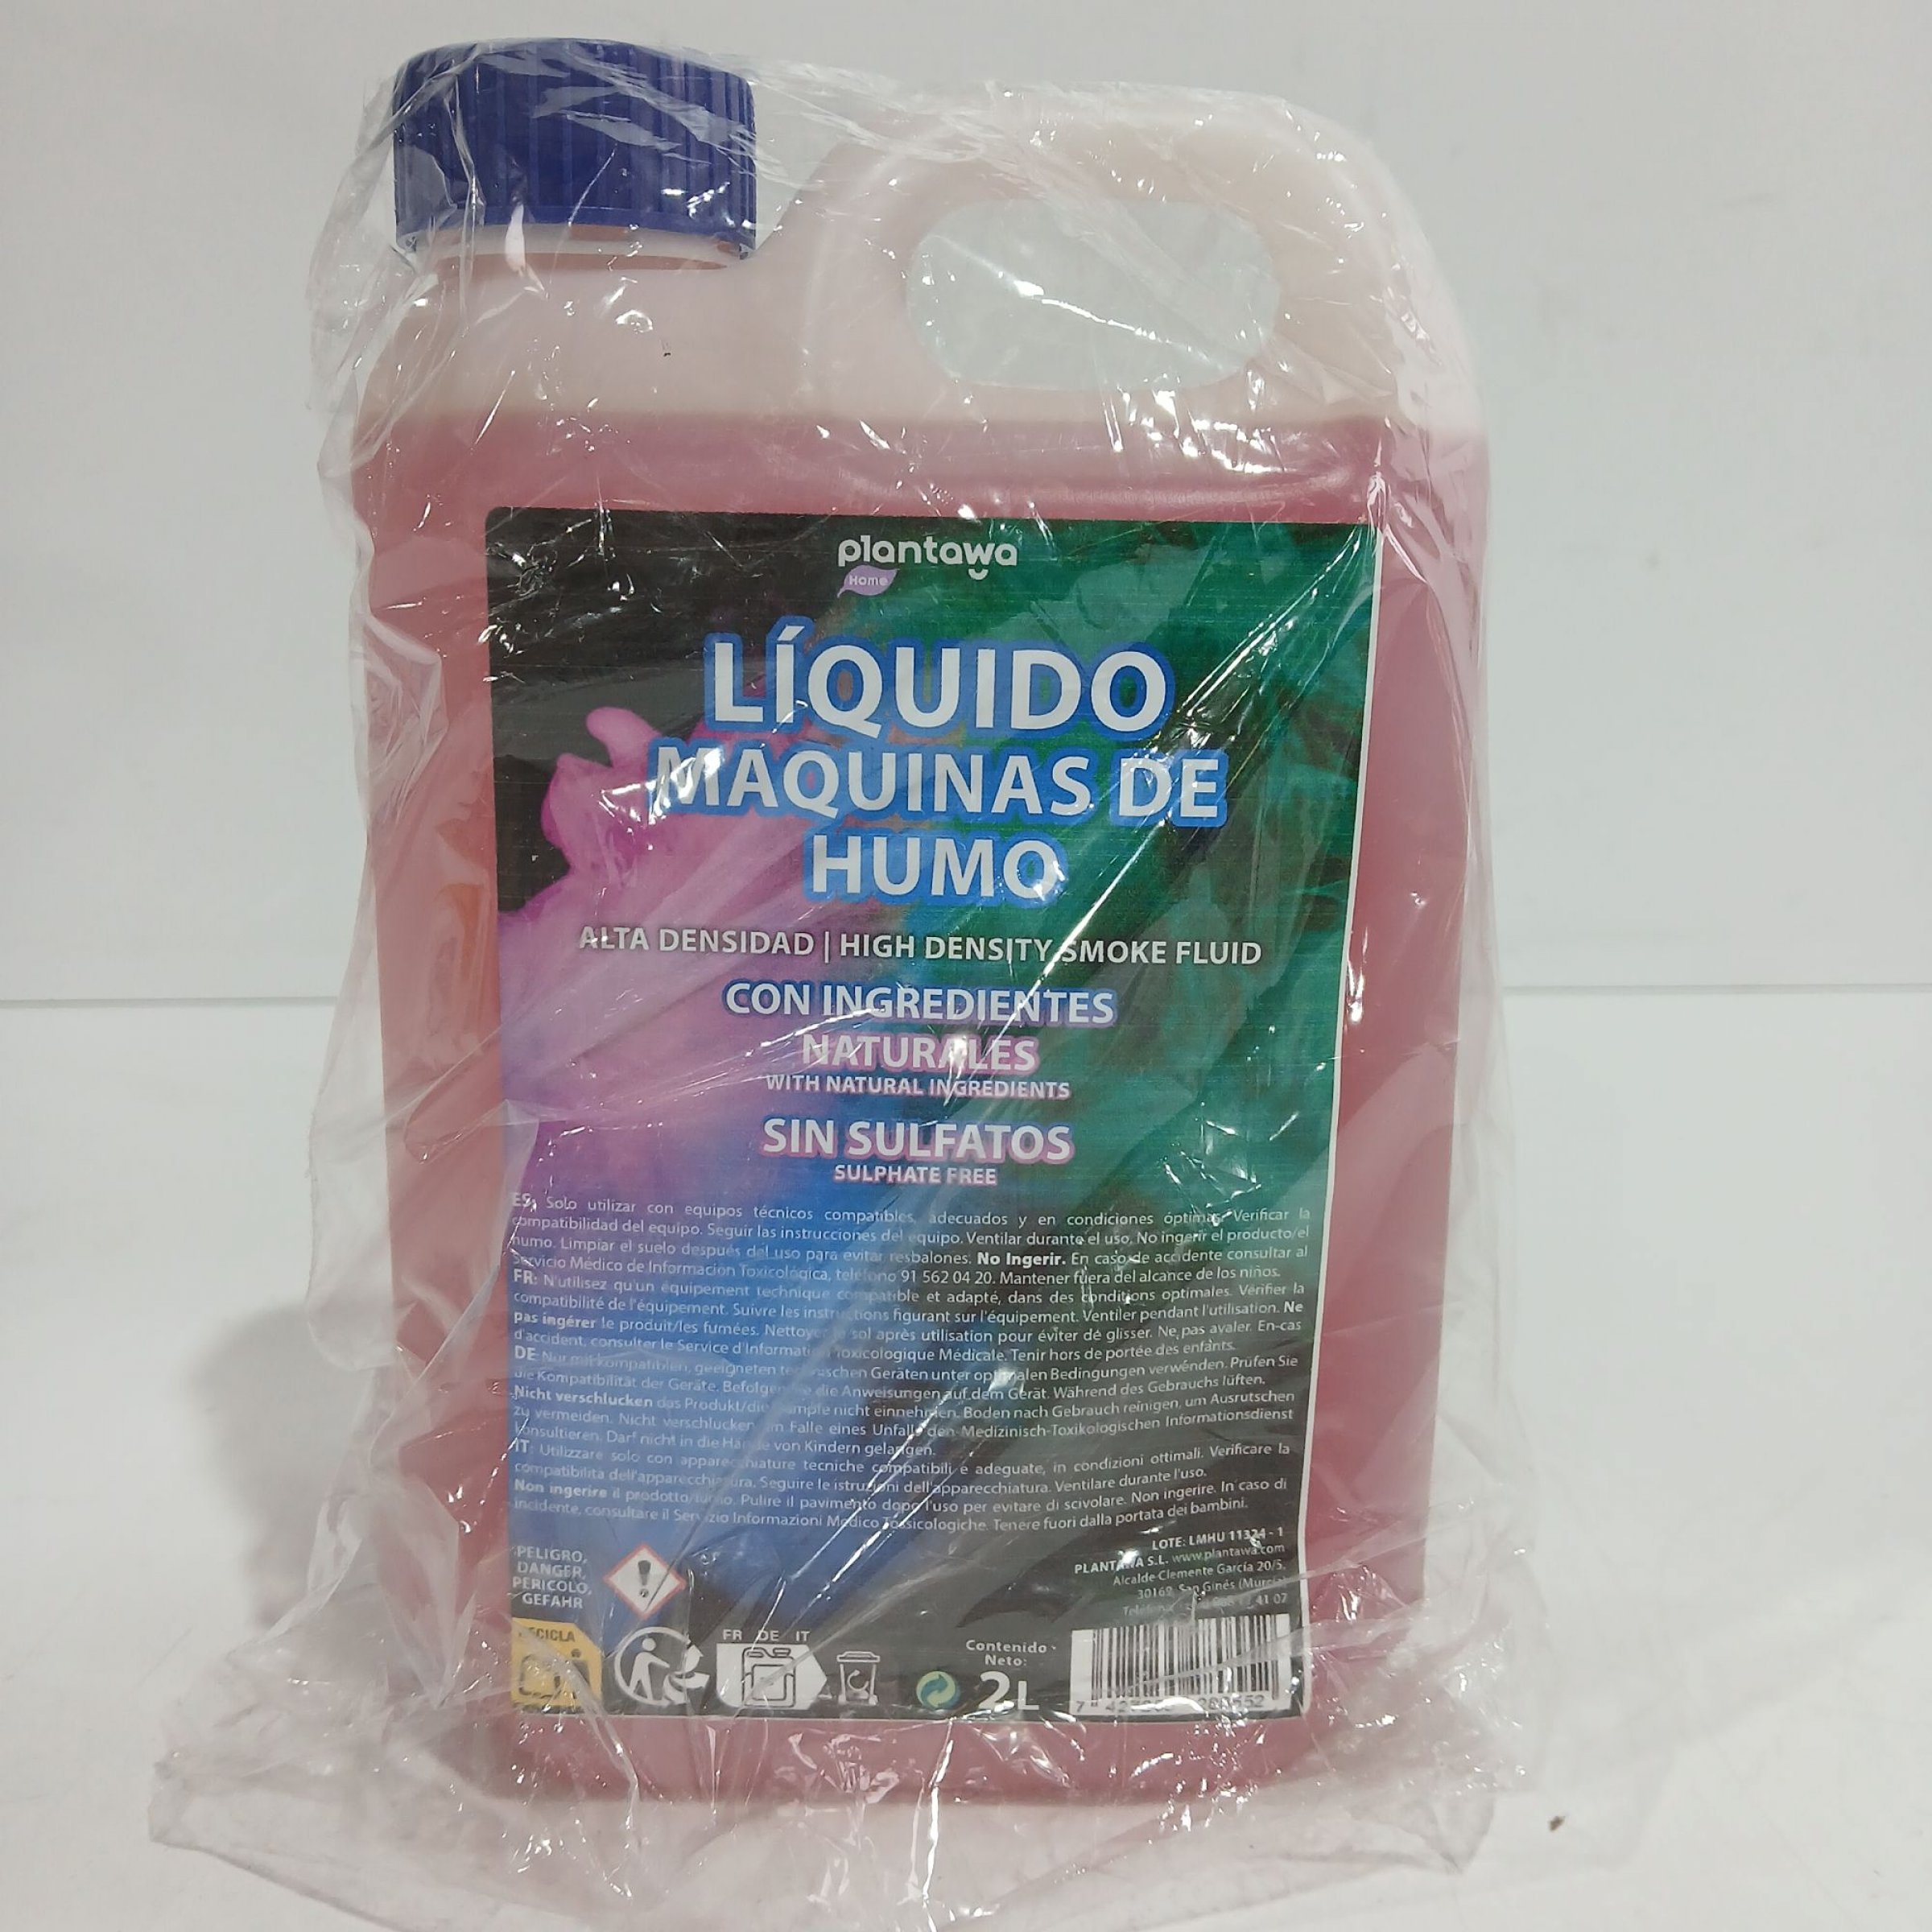 plantawa
Home
LÍQUIDO
MAQUINAS DE
HUMO
ALTA DENSIDAD | HIGH DENSITY SMOKE FLUID
CON INGREDIENTES
NATURALES
WITH NATURAL INGREDIENTS
SIN SULFATOS
SULPHATE FREE
ES: Solo utilizar con equipos técnicos compatibles, adecuados y en condiciones óptimas. Verificar la
compatibilidad del equipo. Seguir las instrucciones del equipo. Ventilar durante el uso. No ingerir el producto/el
humo. Limpiar el suelo después del uso para evitar resbalones. No Ingerir. En caso de accidente consultar al
Servicio Médico de Informacion Toxicológica, teléfono 91 562 04 20. Mantener fuera del alcance de los niños.
FR: N'utilisez qu'un équipement technique compatible et adapté, dans des conditions optimales. Vérifier la
compatibilité de l'équipement. Suivre les instructions figurant sur l'équipement. Ventiler pendant l'utilisation. Ne
pas ingérer le produit/les fumées. Nettoyer le sol après utilisation pour éviter de glisser. Ne pas avaler. En-cas
d'accident, consulter le Service d'Information Toxicologique Médicale. Tenir hors de portée des enfants.
DE: Nur mit kompatiblen, geeigneten technischen Geräten unter optimalen Bedingungen verwenden. Prüfen Sie
die Kompatibilität der Geräte. Befolgen Sie die Anweisungen auf dem Gerät. Während des Gebrauchs lüften.
Nicht verschlucken das Produkt/die Dämpfe nicht einnehmen. Boden nach Gebrauch reinigen, um Ausrutschen
zu vermeiden. Nicht verschlucken. Im Falle eines Unfalls den Medizinisch-Toxikologischen Informationsdienst
konsultieren. Darf nicht in die Hände von Kindern gelangen.
IT: Utilizzare solo con apparecchiature tecniche compatibili e adeguate, in condizioni ottimali. Verificare la
compatibilità dell'apparecchiatura. Seguire le istruzioni dell'apparecchiatura. Ventilare durante l'uso.
Non ingerire il prodotto/fumo. Pulire il pavimento dopo l'uso per evitare di scivolare. Non ingerire. In caso di
incidente, consultare il Servizio Informazioni Medico Tossicologiche. Tenere fuori dalla portata dei bambini.
LOTE: LMHU 11324 - 1
PLANTAWA S.L. www.plantawa.com
Alcalde Clemente García 20/5.
30169, San Ginés (Murcia)
41 07
PELIGRO,
DANGER,
PERICOLO,
GEFAHR
RECICLA
FR DE IT
Contenido
Neto:
2L
7